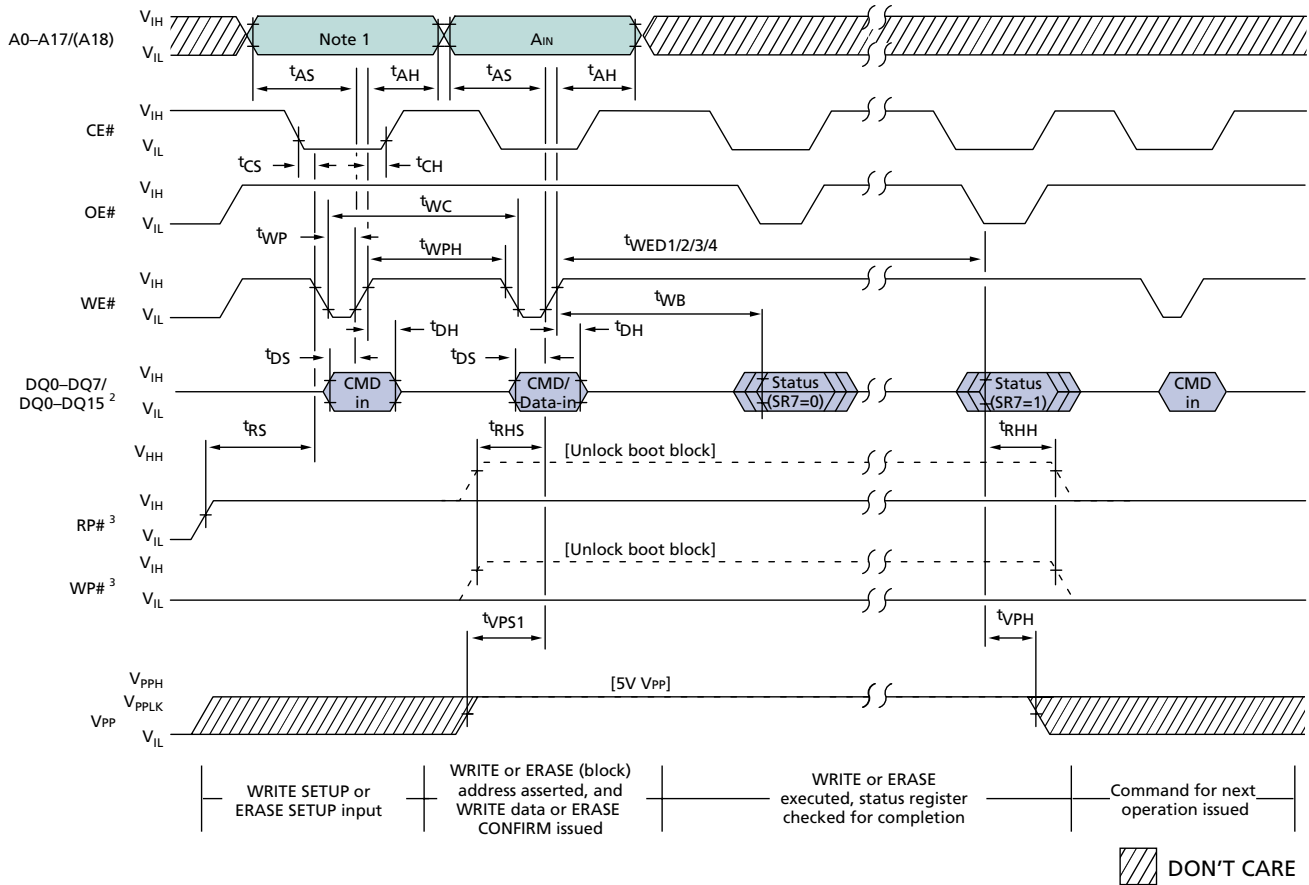 A0–A17/(A18)
VIH
VIL
Note 1
AIN
tAS
tAH
tAS
tAH
CE#
VIH
VIL
tCS
tCH
OE#
VIH
VIL
tWC
tWP
tWPH
tWED1/2/3/4
WE#
VIH
VIL
tWB
tDH
tDH
tDS
tDS
DQ0–DQ7/
DQ0–DQ15 2
VIH
VIL
CMD
in
CMD/
Data-in
Status
(SR7=0)
Status
(SR7=1)
CMD
in
tRS
tRHS
tRHH
VHH
[Unlock boot block]
RP# 3
VIH
VIL
[Unlock boot block]
WP# 3
VIH
VIL
tVPS1
tVPH
VPPH
VPPLK
VPP
VIL
[5V VPP]
WRITE SETUP or
ERASE SETUP input
WRITE or ERASE (block)
address asserted, and
WRITE data or ERASE
CONFIRM issued
WRITE or ERASE
executed, status register
checked for completion
Command for next
operation issued
DON'T CARE